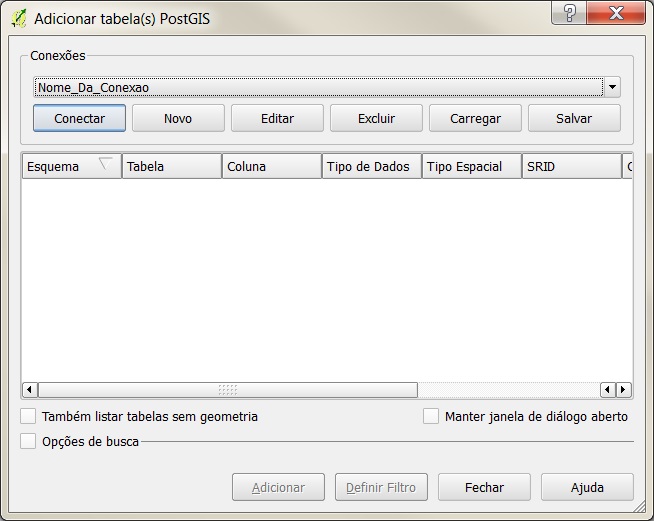 Adicionar tabela(s) PostGIS
Conexões
Nome_Da_Conexao
Conectar Novo Editar Excluir Carregar Salvar
Esquema Tabela Coluna Tipo de Dados Tipo Espacial SRID
Também listar tabelas sem geometria Manter janela de diálogo aberto
Opções de busca
Adicionar Definir Filtro Fechar Ajuda